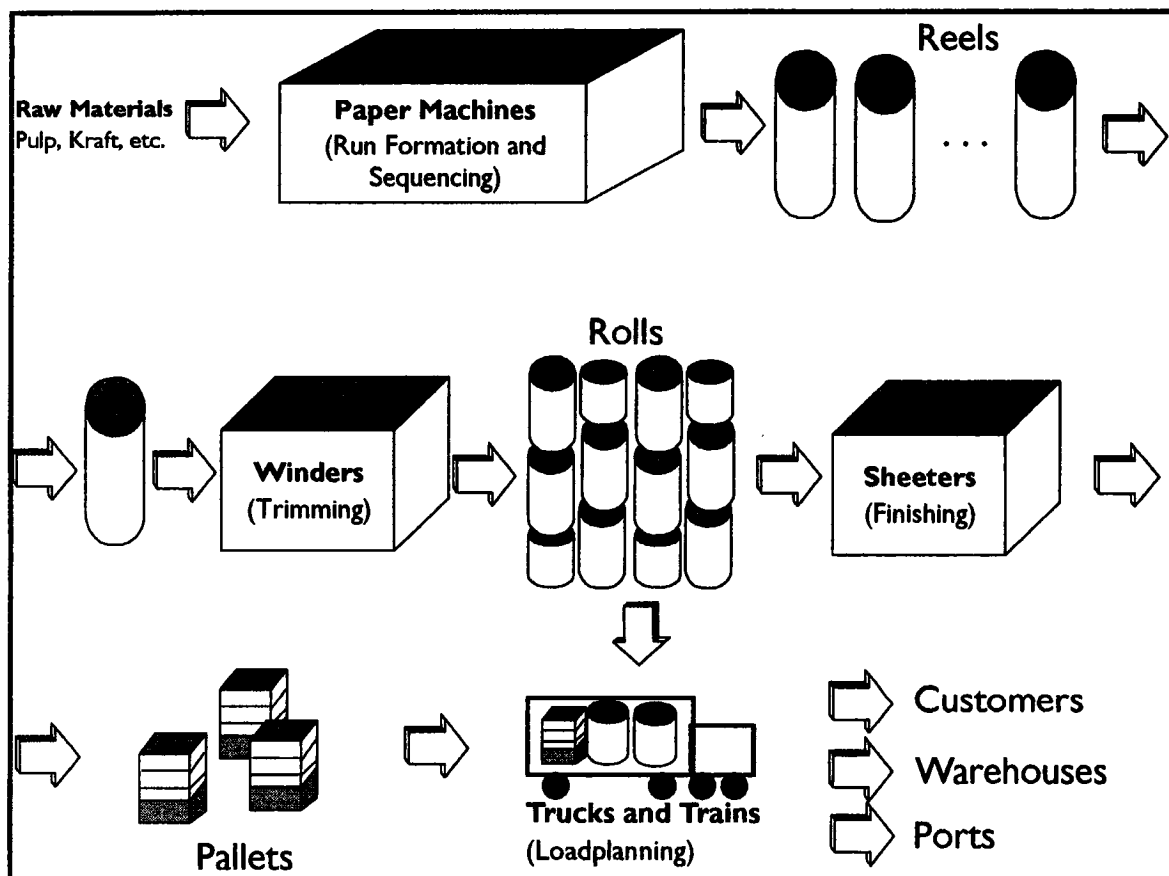 Reels
Raw Materials
Pulp, Kraft, etc.
Paper Machines
(Run Formation and
Sequencing)
. . .
Rolls
Winders
(Trimming)
Sheeters
(Finishing)
Pallets
Trucks and Trains
(Loadplanning)
Customers
Warehouses
Ports